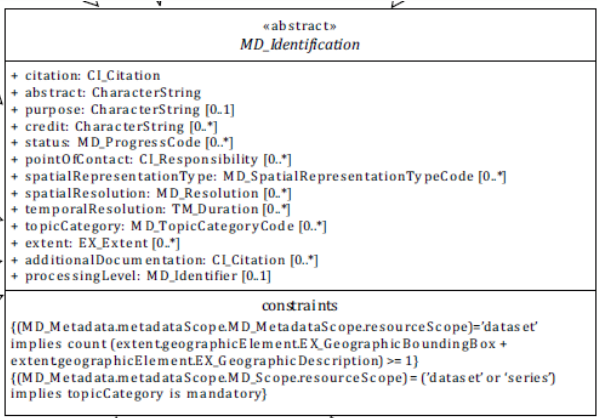 «abstract»
MD_Identification
+ citation: CI_Citation
+ abstract: CharacterString
+ purpose: CharacterString [0..1]
+ credit: CharacterString [0..*]
+ status: MD_ProgressCode [0..*]
+ pointOfContact: CI_Responsibility [0..*]
+ spatialRepresentationType: MD_SpatialRepresentationTypeCode [0..*]
+ spatialResolution: MD_Resolution [0..*]
+ temporalResolution: TM_Duration [0..*]
+ topicCategory: MD_TopicCategoryCode [0..*]
+ extent: EX_Extent [0..*]
+ additionalDocumentation: CI_Citation [0..*]
+ processingLevel: MD_Identifier [0..1]
constraints
{(MD_Metadata.metadataScope.MD_MetadataScope.resourceScope)='dataset'
implies count (extent.geographicElement.EX_GeographicBoundingBox +
extent.geographicElement.EX_GeographicDescription) >= 1}
{(MD_Metadata.metadataScope.MD_Scope.resourceScope)= ('dataset' or 'series')
implies topicCategory is mandatory}